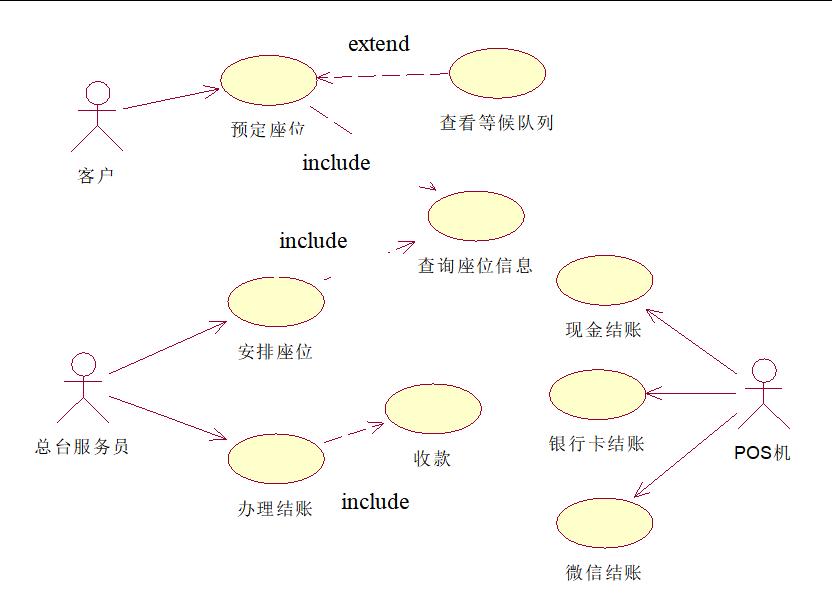 extend
预定座位
查看等候队列
客户
include
include
查询座位信息
现金结账
安排座位
总台服务员
收款
银行卡结账
POS机
办理结账
include
微信结账